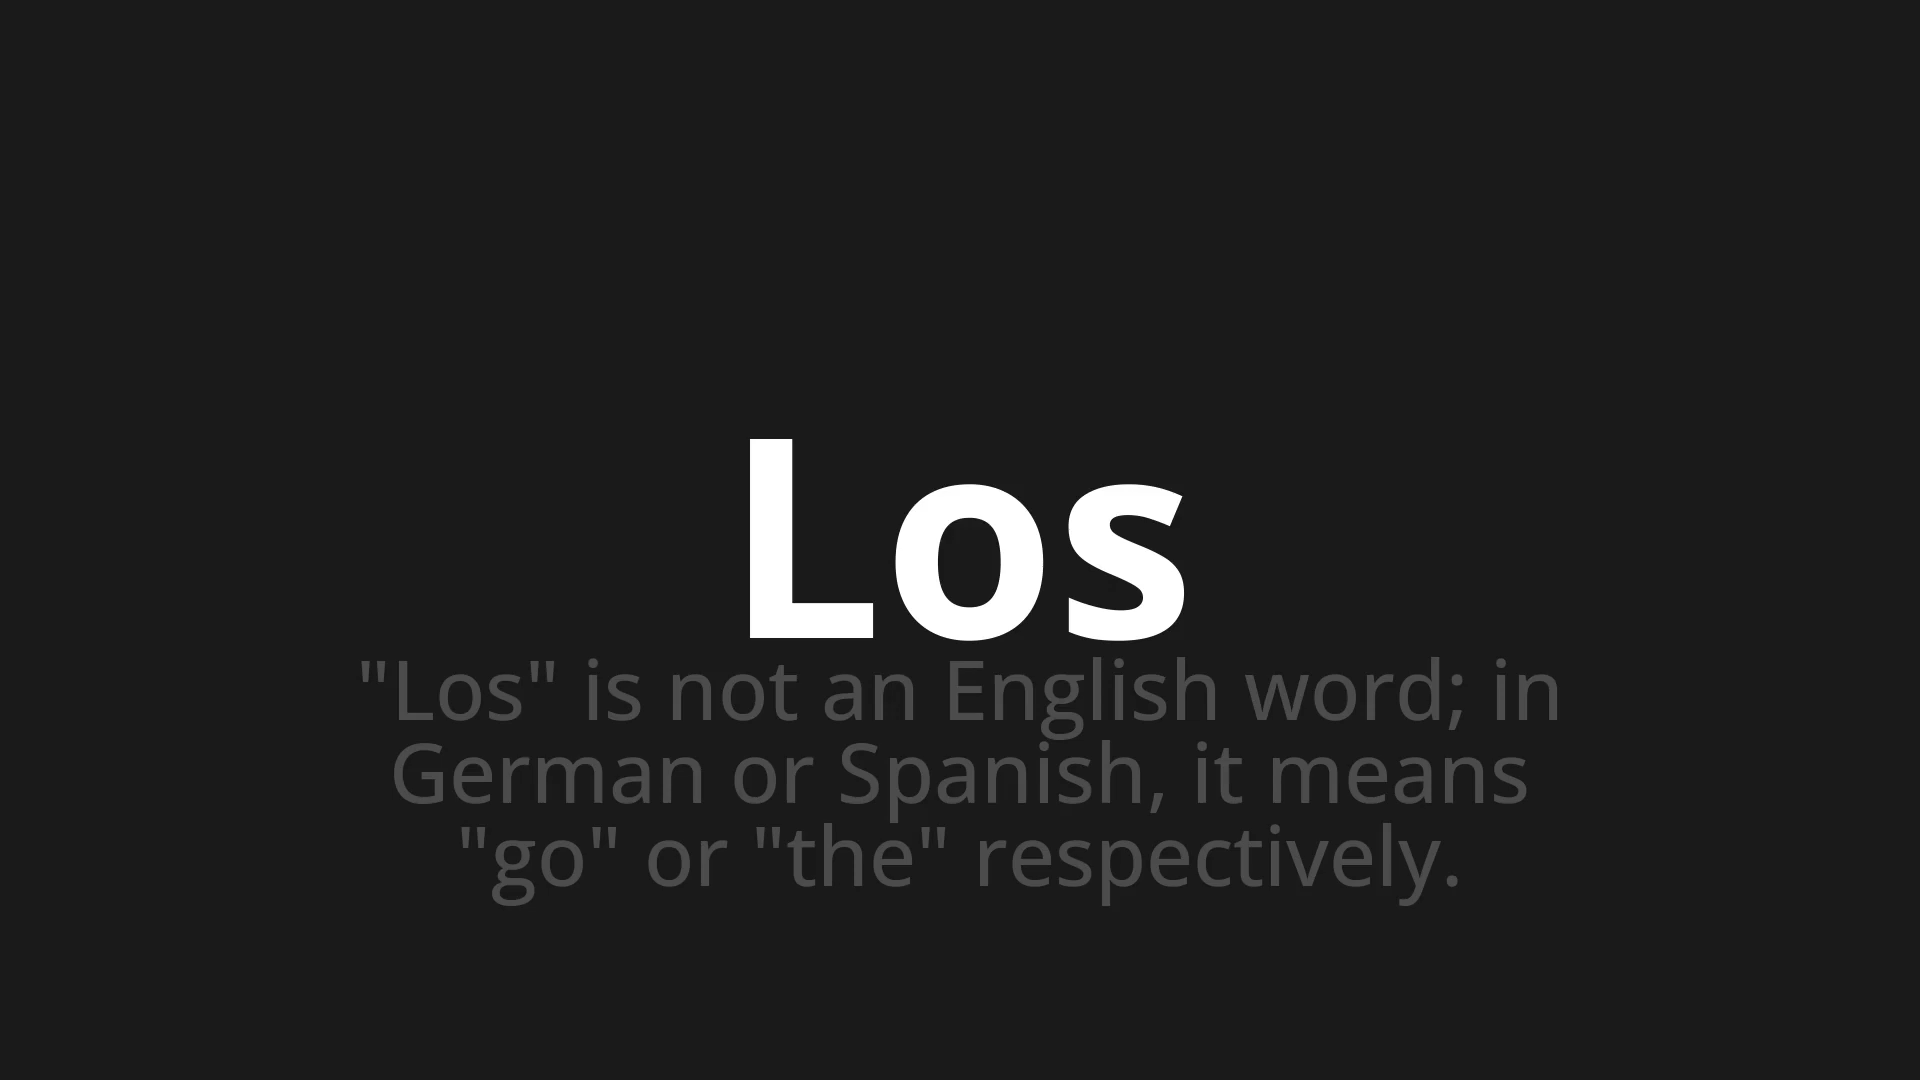 Los
"Los" is not an English word; in
German or Spanish, it means
"go" or "the" respectively.